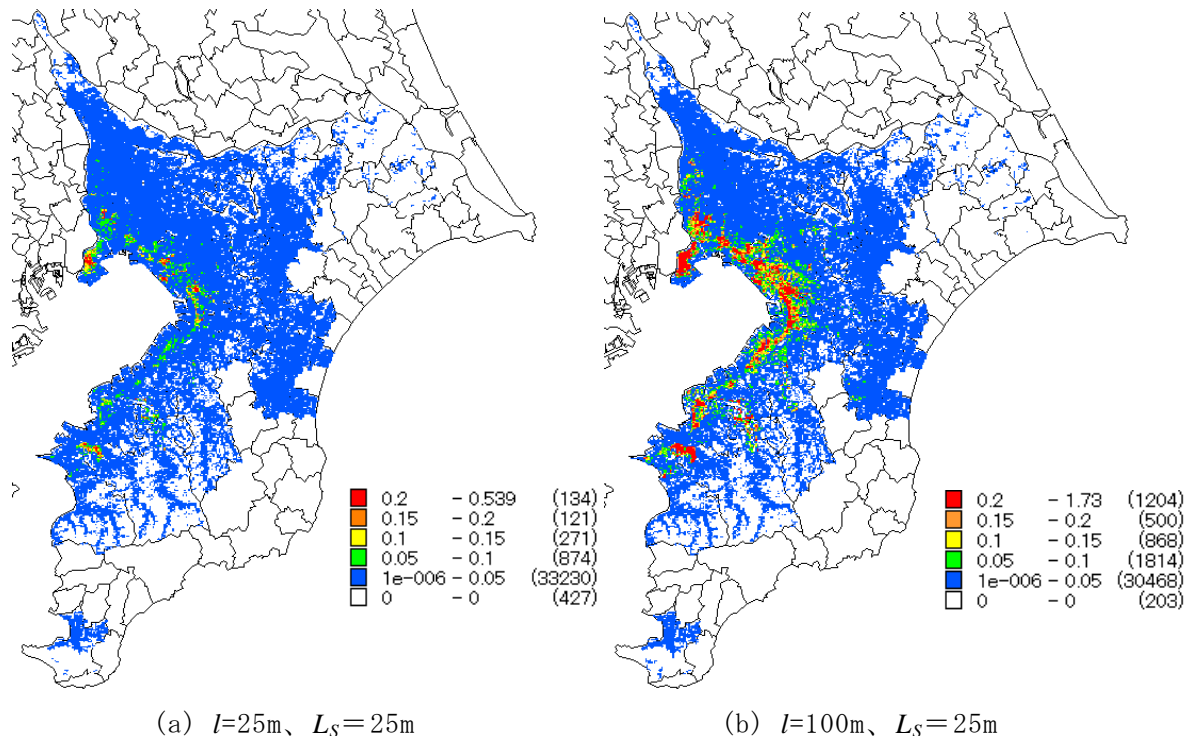 0.2 - 0.539 (134)
0.15 - 0.2 (121)
0.1 - 0.15 (271)
0.05 - 0.1 (874)
1e-006 - 0.05 (33230)
0 - 0 (427)
0.2 - 1.73 (1204)
0.15 - 0.2 (500)
0.1 - 0.15 (868)
0.05 - 0.1 (1814)
1e-006 - 0.05 (30468)
0 - 0 (203)
(a) l=25m、LS＝25m
(b) l=100m、LS＝25m